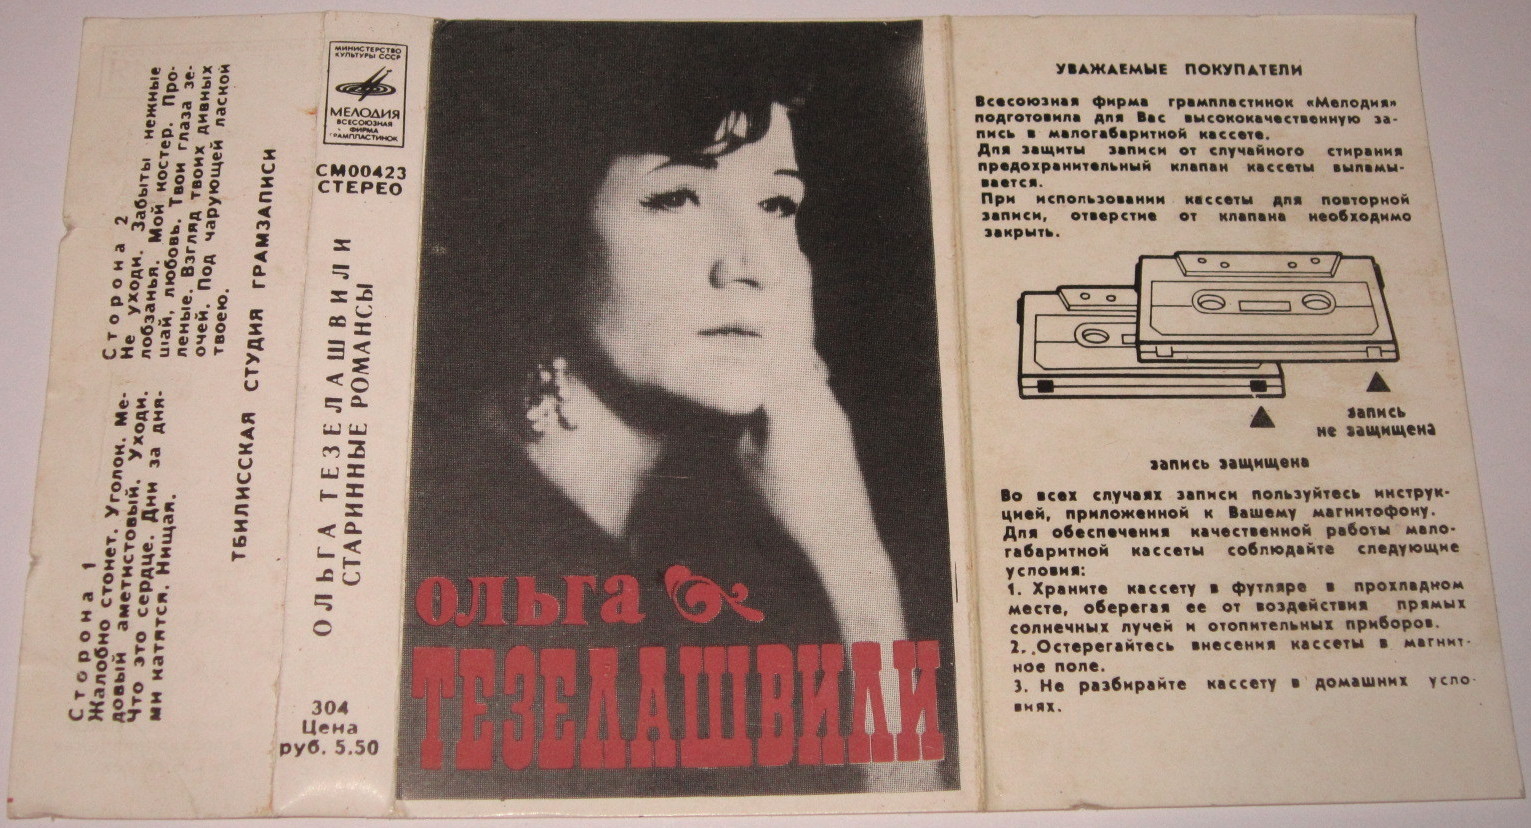 Сторона 1
Жалобно стонет. Уголок. Ме-
довый аметистовый. Уходи.
Что это сердце. Дни за дня-
ми катятся. Нищая.
Сторона 2
Не уходи. Забыты нежные
лобзанья. Мой костер. Про-
щай, любовь. Твои глаза зе-
леные. Взгляд твоих дивных
очей. Под чарующей лаской
твоею.
ТБИЛИССКАЯ СТУДИЯ ГРАМЗАПИСИ
МИНИСТЕРСТВО
КУЛЬТУРЫ СССР
МЕЛОДИЯ
ВСЕСОЮЗНАЯ
ФИРМА
ГРАМПЛАСТИНОК
СМ00423
СТЕРЕО
ОЛЬГА ТЕЗЕЛАШВИЛИ
СТАРИННЫЕ РОМАНСЫ
304
Цена
руб. 5.50
ОЛЬГА
ТЕЗЕЛАШВИЛИ
УВАЖАЕМЫЕ ПОКУПАТЕЛИ
Всесоюзная фирма грампластинок «Мелодия»
подготовила для Вас высококачественную за-
пись в малогабаритной кассете.
Для защиты записи от случайного стирания
предохранительный клапан кассеты выламы-
вается.
При использовании кассеты для повторной
записи, отверстие от клапана необходимо
закрыть.
запись
не защищена
запись защищена
Во всех случаях записи пользуйтесь инструк-
цией, приложенной к Вашему магнитофону.
Для обеспечения качественной работы мало-
габаритной кассеты соблюдайте следующие
условия:
1. Храните кассету в футляре в прохладном
месте, оберегая ее от воздействия прямых
солнечных лучей и отопительных приборов.
2. Остерегайтесь внесения кассеты в магнит-
ное поле.
3. Не разбирайте кассету в домашних усло-
виях.